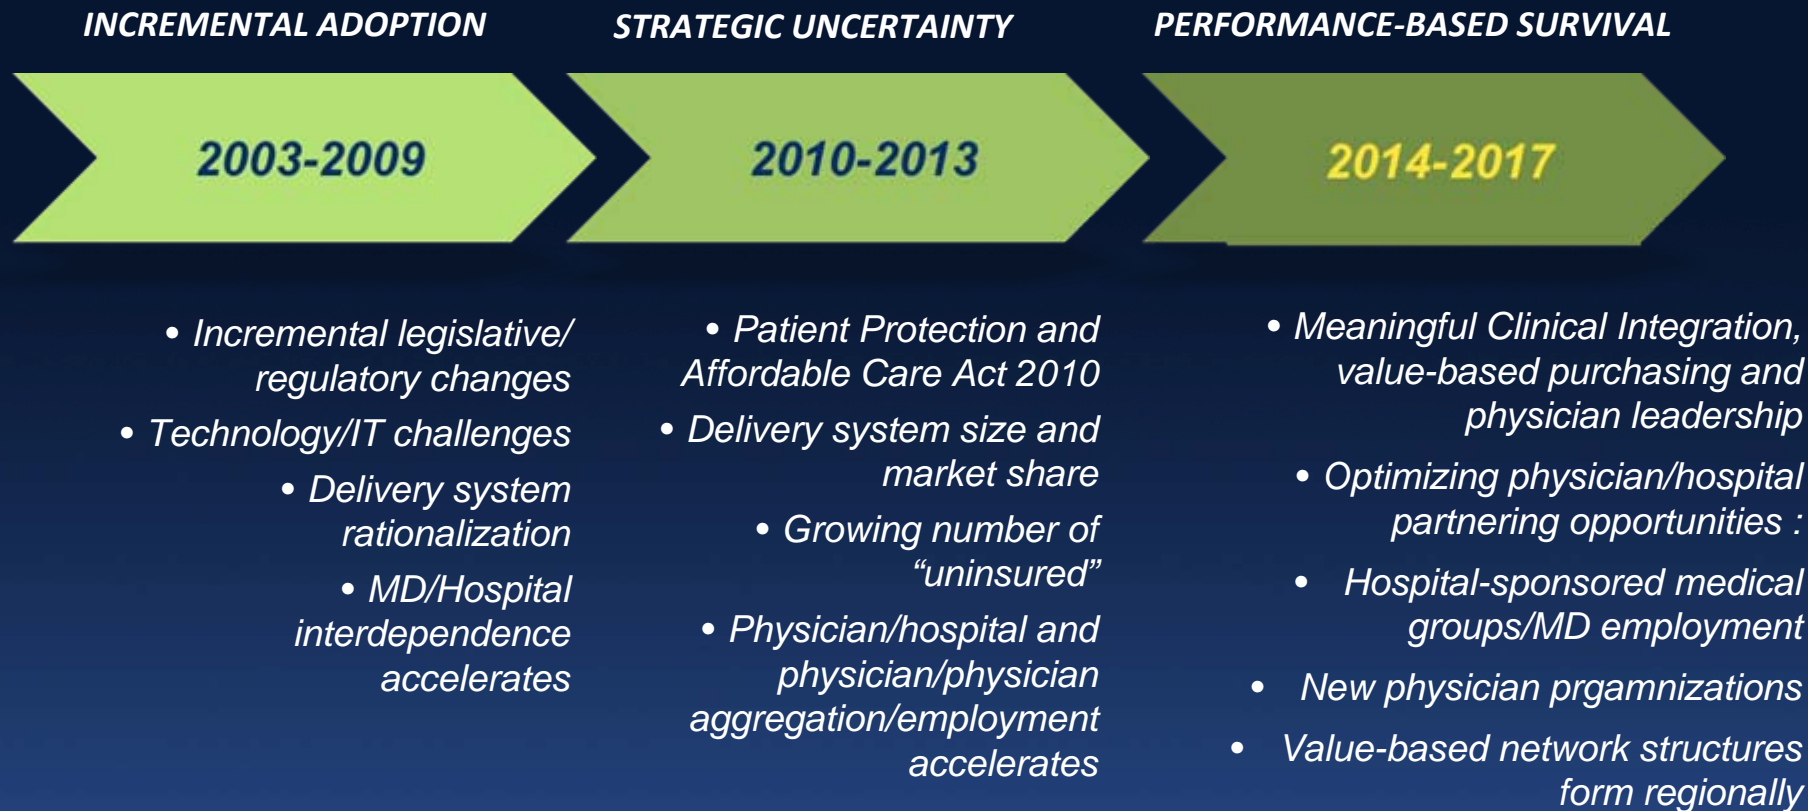 INCREMENTAL ADOPTION
STRATEGIC UNCERTAINTY
PERFORMANCE-BASED SURVIVAL
2003-2009
2010-2013
2014-2017
• Incremental legislative/
regulatory changes
• Technology/IT challenges
• Delivery system
rationalization
• MD/Hospital
interdependence
accelerates
• Patient Protection and
Affordable Care Act 2010
• Delivery system size and
market share
• Growing number of
“uninsured”
• Physician/hospital and
physician/physician
aggregation/employment
accelerates
• Meaningful Clinical Integration,
value-based purchasing and
physician leadership
• Optimizing physician/hospital
partnering opportunities :
• Hospital-sponsored medical
groups/MD employment
• New physician prgamnizations
• Value-based network structures
form regionally